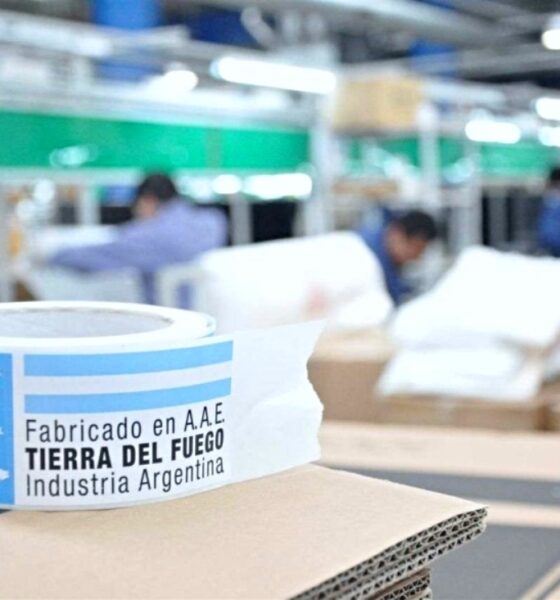 Fabricado en A.A.E.
TIERRA DEL FUEGO
Industria Argentina